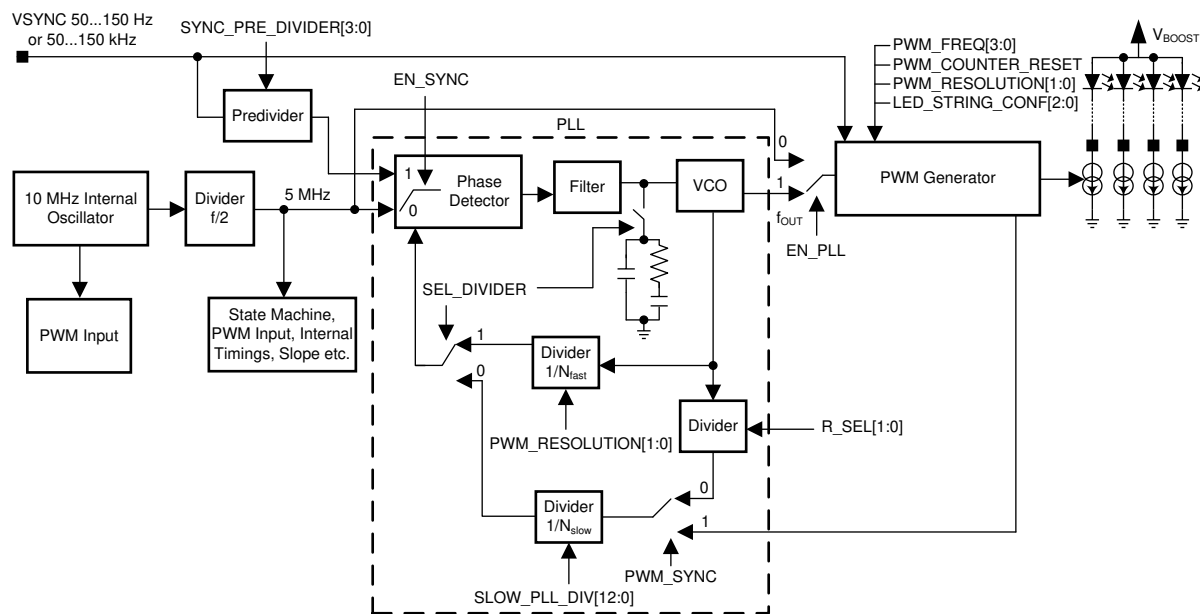 VSYNC 50...150 Hz
or 50...150 kHz
SYNC_PRE_DIVIDER[3:0]
EN_SYNC
PWM_FREQ[3:0]
PWM_COUNTER_RESET
PWM_RESOLUTION[1:0]
LED_STRING_CONF[2:0]
VBOOST
Predivider
PLL
0
1
0
Phase
Detector
Filter
VCO
1
fOUT
EN_PLL
PWM Generator
10 MHz Internal
Oscillator
Divider
f/2
5 MHz
PWM Input
State Machine,
PWM Input, Internal
Timings, Slope etc.
SEL_DIVIDER
1
0
Divider
1/Nfast
PWM_RESOLUTION[1:0]
Divider
R_SEL[1:0]
0
1
Divider
1/Nslow
PWM_SYNC
SLOW_PLL_DIV[12:0]